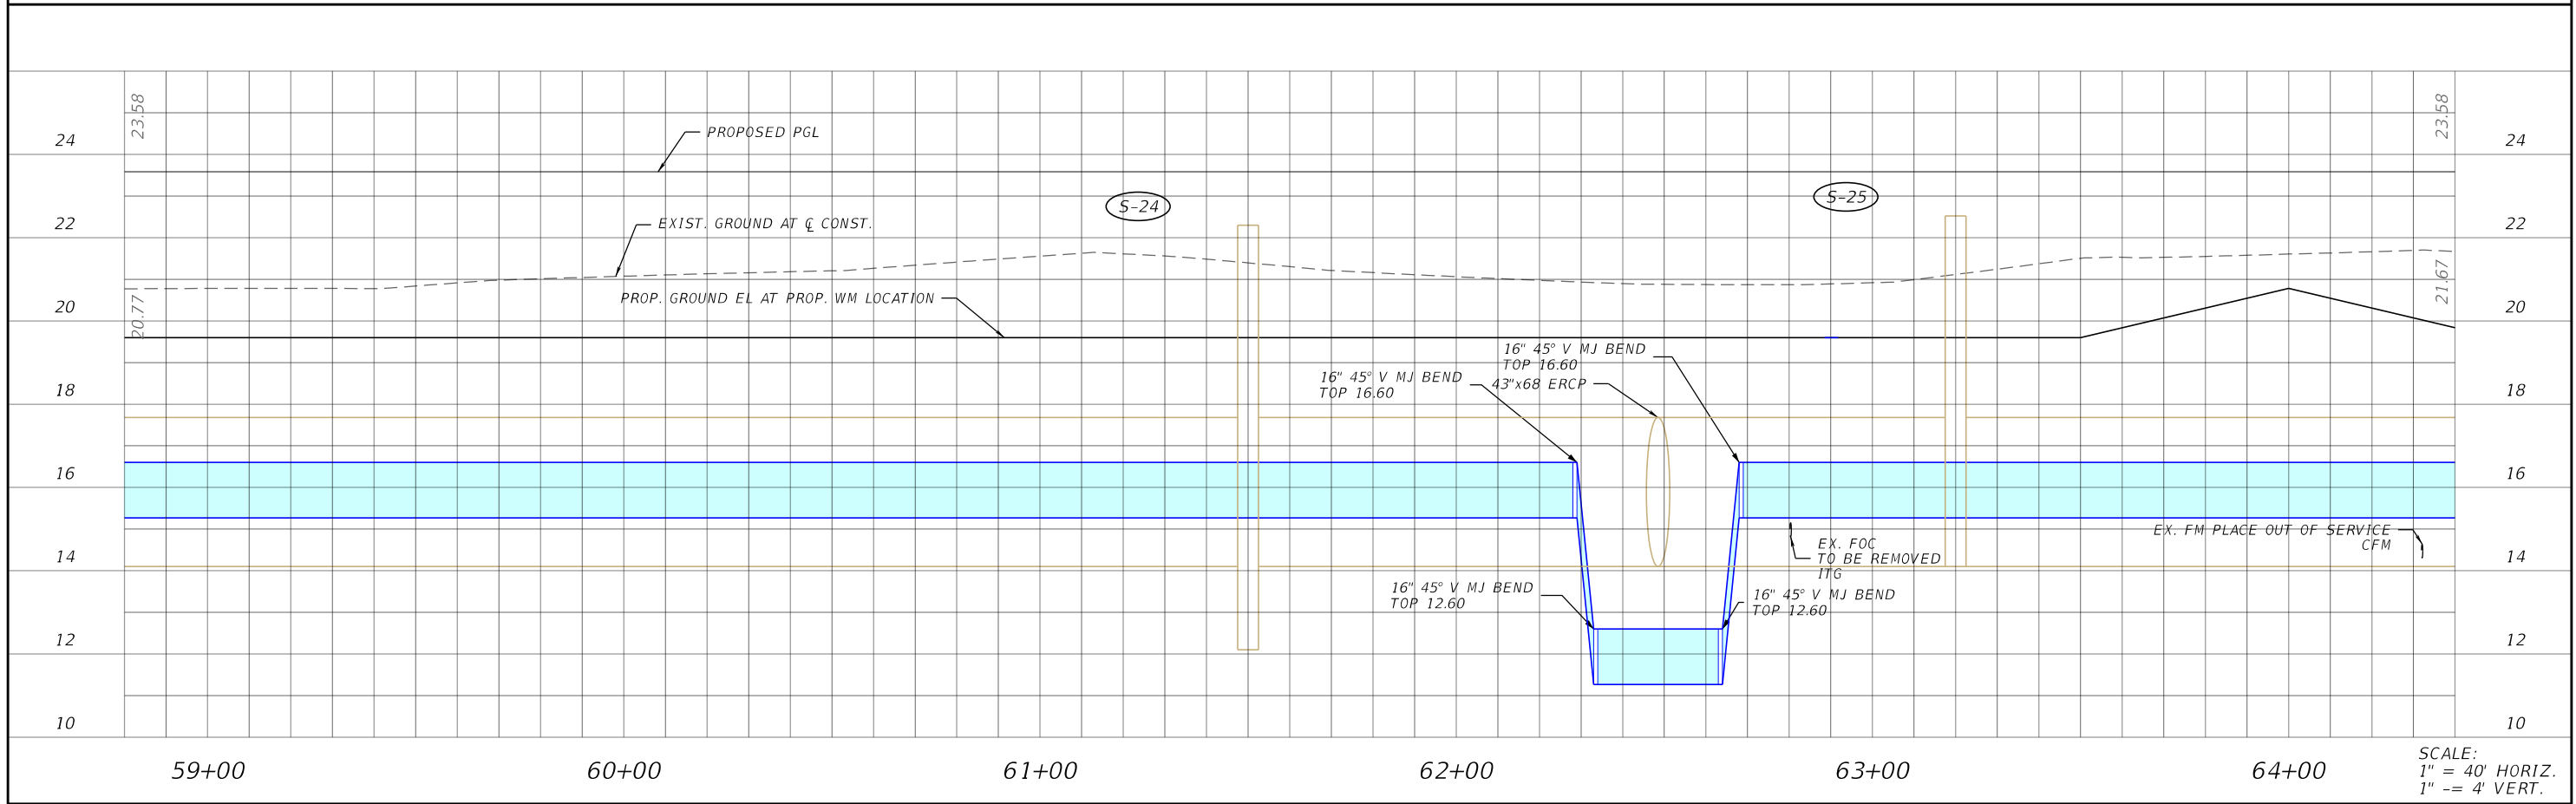 23.58
23.58
24
PROPOSED PGL
24
S-24
S-25
22
EXIST. GROUND AT ℄ CONST.
22
20.77
21.67
20
PROP. GROUND EL AT PROP. WM LOCATION
20
16" 45° V MJ BEND
TOP 16.60
16" 45° V MJ BEND
TOP 16.60
43"x68 ERCP
18
18
16
16
EX. FOC
TO BE REMOVED
ITG
EX. FM PLACE OUT OF SERVICE
CFM
14
14
16" 45° V MJ BEND
TOP 12.60
16" 45° V MJ BEND
TOP 12.60
12
12
10
10
59+00
60+00
61+00
62+00
63+00
64+00
SCALE:
1" = 40' HORIZ.
1" -= 4' VERT.